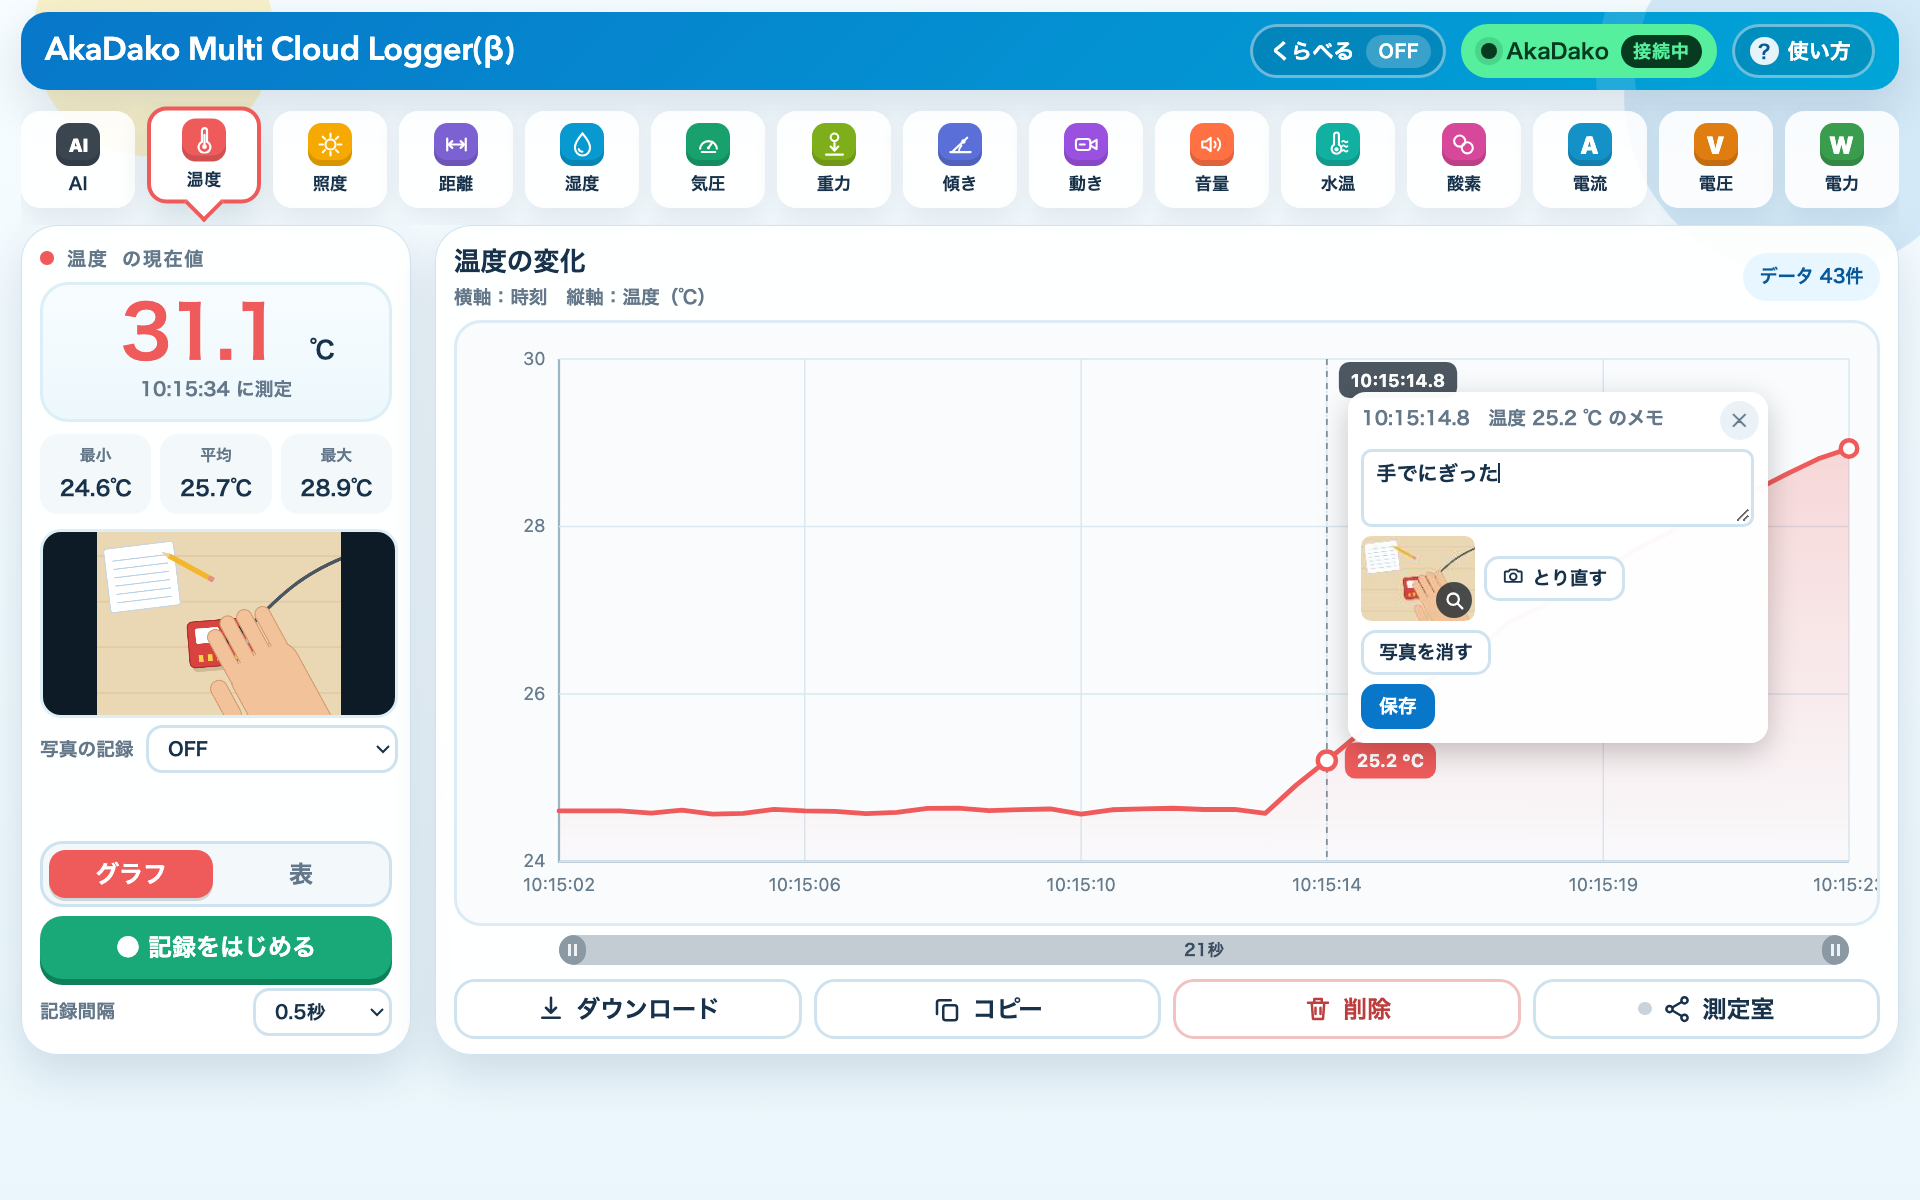 AkaDako Multi Cloud Logger(β)
くらべる OFF
AkaDako 接続中
? 使い方
AI AI
温度
照度
距離
湿度
気圧
重力
傾き
動き
音量
水温
酸素
A 電流
V 電圧
W 電力
温度 の現在値
31.1 ℃
10:15:34 に測定
最小 平均 最大
24.6℃ 25.7℃ 28.9℃
写真の記録 OFF
グラフ 表
記録をはじめる
記録間隔 0.5秒
温度の変化
横軸：時刻 縦軸：温度（℃）
データ 43件
30
28
26
24
10:15:14.8
10:15:14.8 温度 25.2 ℃ のメモ
手でにぎった
とり直す
写真を消す
保存
25.2 °C
10:15:02 10:15:06 10:15:10 10:15:14 10:15:19 10:15:23
21秒
ダウンロード コピー 削除 測定室